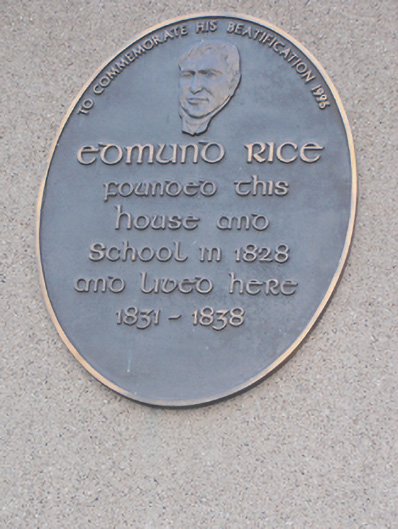 TO COMMEMORATE HIS BEATIFICATION 1996
EDMUND RICE
founded this
house and
School in 1828
and lived here
1831 - 1838